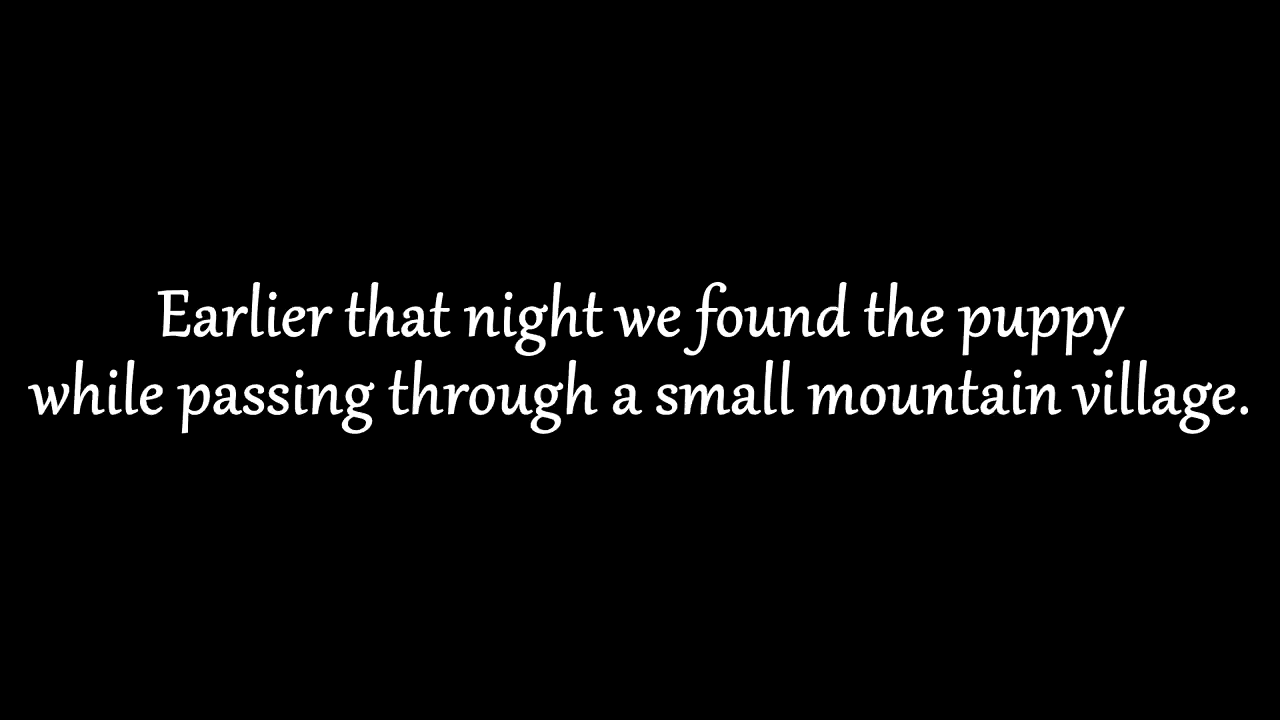 Earlier that night we found the puppy
while passing through a small mountain village.